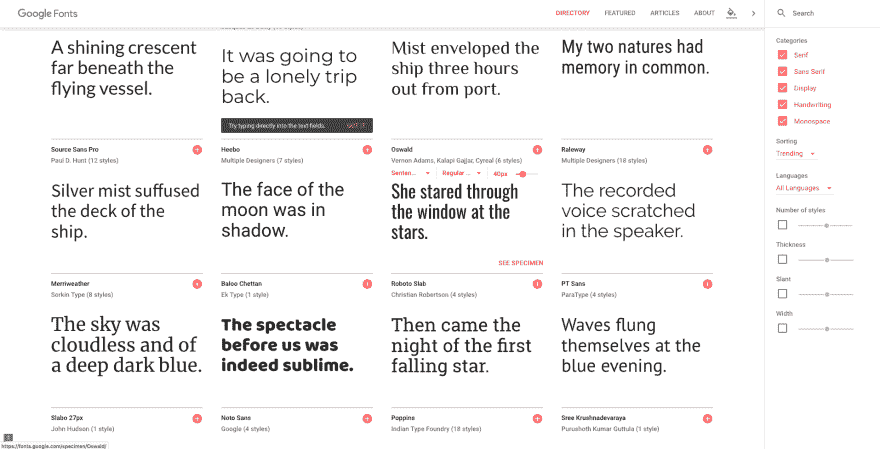 Google Fonts
DIRECTORY FEATURED ARTICLES ABOUT
Search
A shining crescent
far beneath the
flying vessel.
It was going to
be a lonely trip
back.
Try typing directly into the text fields. GOT IT
Mist enveloped the
ship three hours
out from port.
My two natures had
memory in common.
Source Sans Pro
Paul D. Hunt (12 styles)
Heebo
Multiple Designers (7 styles)
Oswald
Vernon Adams, Kalapi Gajjar, Cyreal (6 styles)
Raleway
Multiple Designers (18 styles)
Silver mist suffused
the deck of the
ship.
The face of the
moon was in
shadow.
Senten... Regular ... 40px
She stared through
the window at the
stars.
SEE SPECIMEN
The recorded
voice scratched
in the speaker.
Merriweather
Sorkin Type (8 styles)
Baloo Chettan
Ek Type (1 style)
Roboto Slab
Christian Robertson (4 styles)
PT Sans
ParaType (4 styles)
The sky was
cloudless and of
a deep dark blue.
The spectacle
before us was
indeed sublime.
Then came the
night of the first
falling star.
Waves flung
themselves at the
blue evening.
Slabo 27px
John Hudson (1 style)
Noto Sans
Google (4 styles)
Poppins
Indian Type Foundry (18 styles)
Sree Krushnadevaraya
Purushoth Kumar Guttula (1 style)
Categories
Serif
Sans Serif
Display
Handwriting
Monospace
Sorting
Trending
Languages
All Languages
Number of styles
Thickness
Slant
Width
https://fonts.google.com/specimen/Oswald/